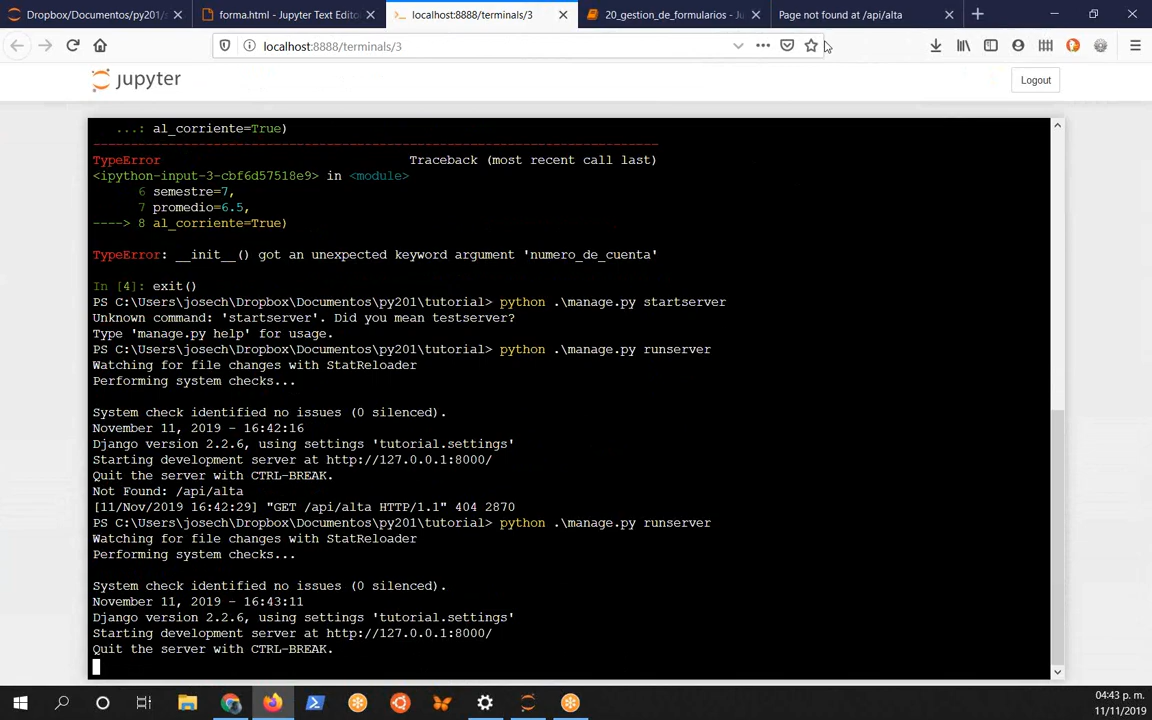 Dropbox/Documentos/py201/
forma.html - Jupyter Text Edito
localhost:8888/terminals/3
20_gestion_de_formularios - Ju
Page not found at /api/alta
localhost:8888/terminals/3
jupyter
Logout
...: al_corriente=True)
TypeError Traceback (most recent call last)
<ipython-input-3-cbf6d57518e9> in <module>
6 semestre=7,
7 promedio=6.5,
----> 8 al_corriente=True)
TypeError: __init__() got an unexpected keyword argument 'numero_de_cuenta'
In [4]: exit()
PS C:\Users\josech\Dropbox\Documentos\py201\tutorial> python .\manage.py startserver
Unknown command: 'startserver'. Did you mean testserver?
Type 'manage.py help' for usage.
PS C:\Users\josech\Dropbox\Documentos\py201\tutorial> python .\manage.py runserver
Watching for file changes with StatReloader
Performing system checks...
System check identified no issues (0 silenced).
November 11, 2019 - 16:42:16
Django version 2.2.6, using settings 'tutorial.settings'
Starting development server at http://127.0.0.1:8000/
Quit the server with CTRL-BREAK.
Not Found: /api/alta
[11/Nov/2019 16:42:29] "GET /api/alta HTTP/1.1" 404 2870
PS C:\Users\josech\Dropbox\Documentos\py201\tutorial> python .\manage.py runserver
Watching for file changes with StatReloader
Performing system checks...
System check identified no issues (0 silenced).
November 11, 2019 - 16:43:11
Django version 2.2.6, using settings 'tutorial.settings'
Starting development server at http://127.0.0.1:8000/
Quit the server with CTRL-BREAK.
04:43 p. m.
11/11/2019